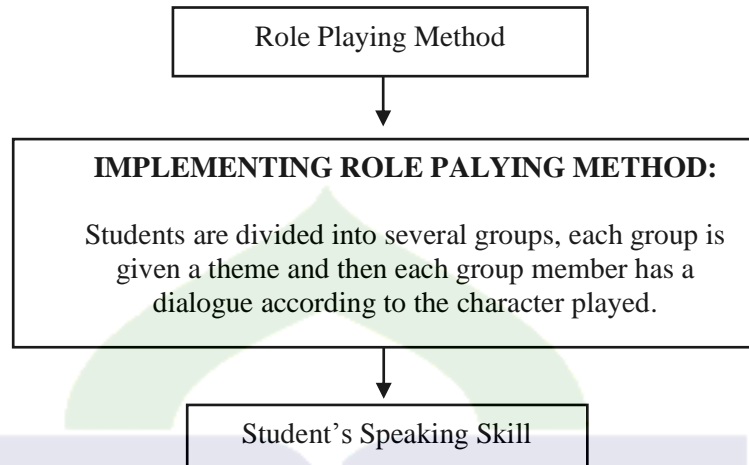 Role Playing Method
IMPLEMENTING ROLE PALYING METHOD:
Students are divided into several groups, each group is
given a theme and then each group member has a
dialogue according to the character played.
Student’s Speaking Skill